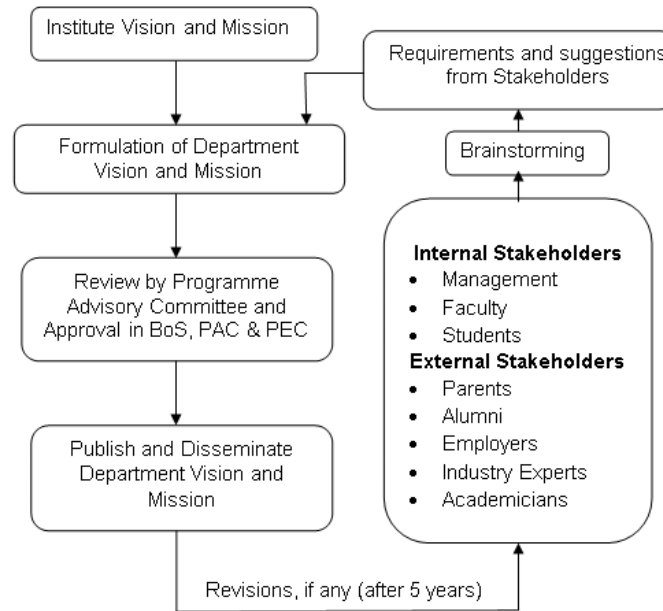 Institute Vision and Mission
Requirements and suggestions
from Stakeholders
Formulation of Department
Vision and Mission
Brainstorming
Review by Programme
Advisory Committee and
Approval in BoS, PAC & PEC
Internal Stakeholders
• Management
• Faculty
• Students
External Stakeholders
• Parents
• Alumni
• Employers
• Industry Experts
• Academicians
Publish and Disseminate
Department Vision and
Mission
Revisions, if any (after 5 years)